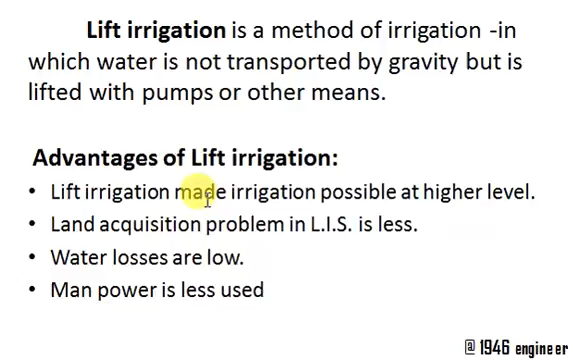 Lift irrigation is a method of irrigation -in
which water is not transported by gravity but is
lifted with pumps or other means.
Advantages of Lift irrigation:
• Lift irrigation made irrigation possible at higher level.
• Land acquisition problem in L.I.S. is less.
• Water losses are low.
• Man power is less used
@ 1946 engineer